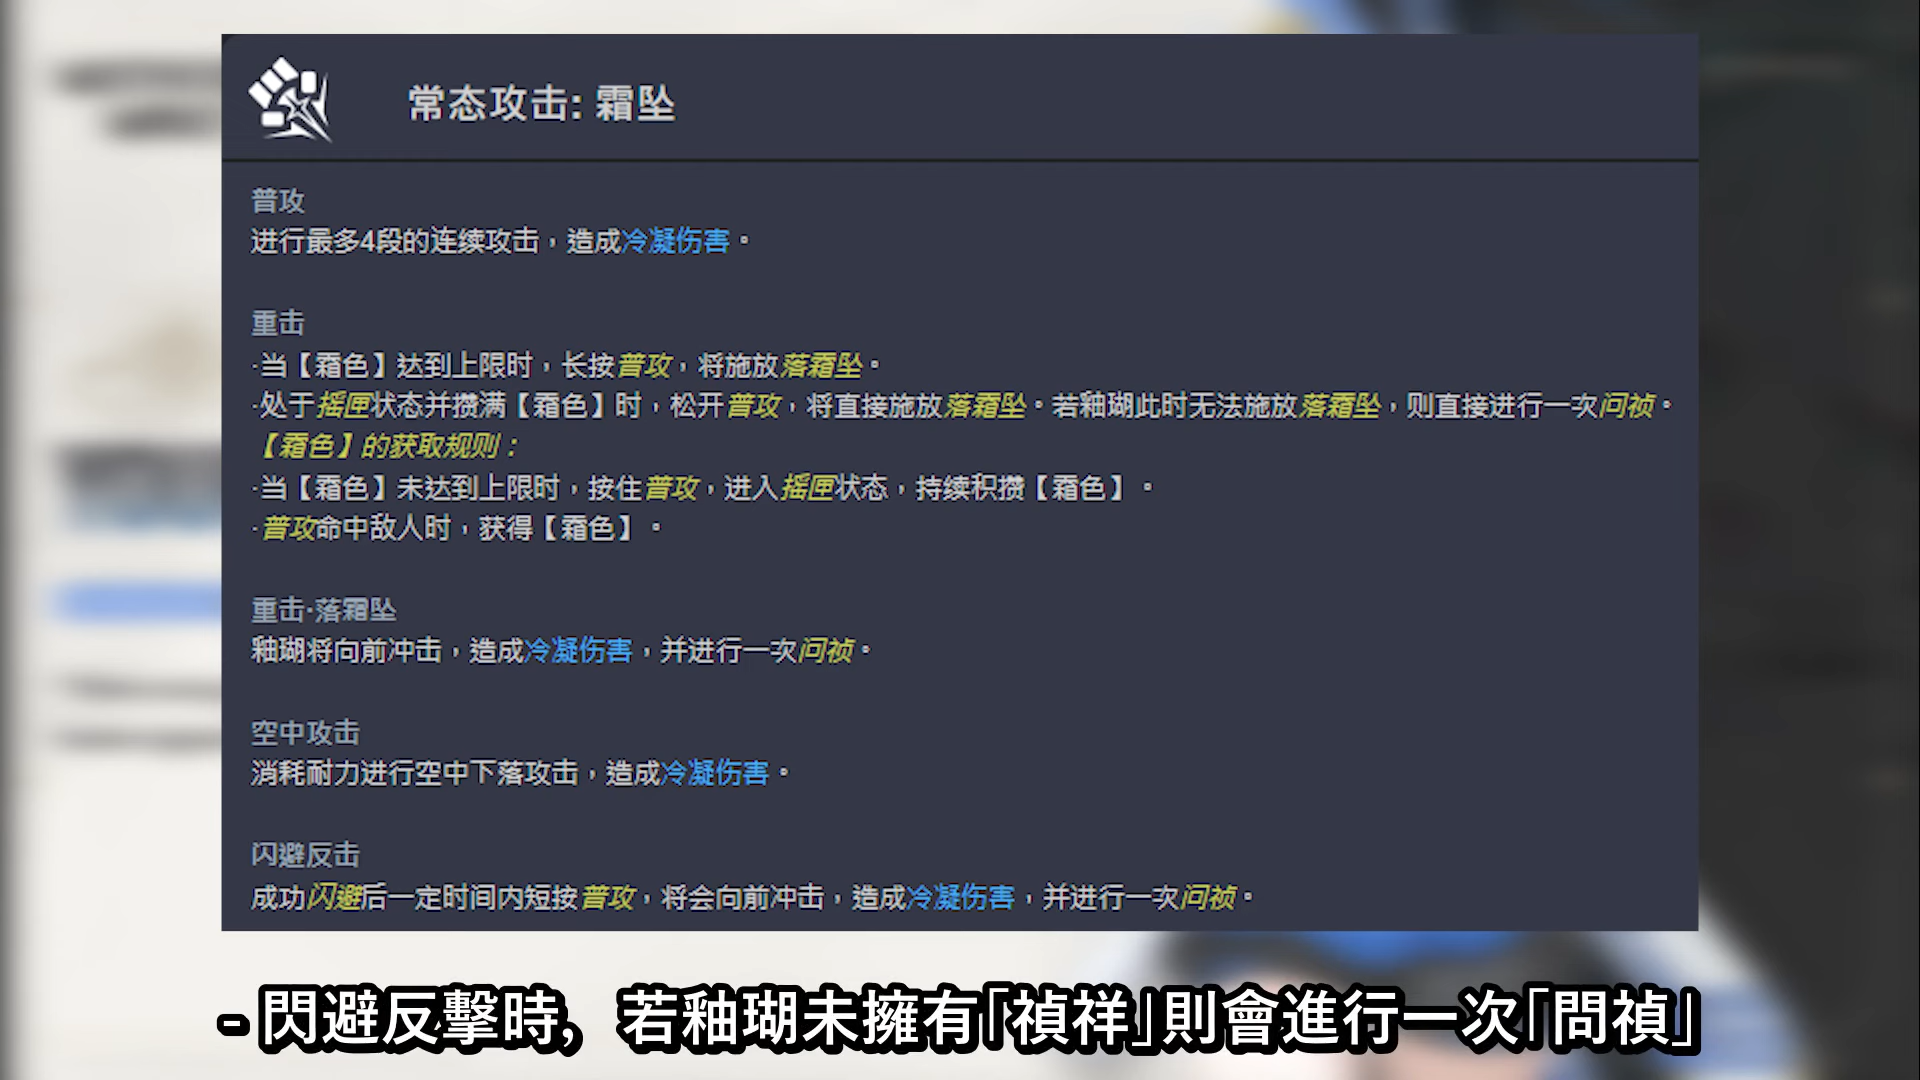 常态攻击: 霜坠
普攻
进行最多4段的连续攻击，造成冷凝伤害。
重击
·当【霜色】达到上限时，长按普攻，将施放落霜坠。
·处于摇匣状态并攒满【霜色】时，松开普攻，将直接施放落霜坠。若釉瑚此时无法施放落霜坠，则直接进行一次问祯。
【霜色】的获取规则：
·当【霜色】未达到上限时，按住普攻，进入摇匣状态，持续积攒【霜色】。
·普攻命中敌人时，获得【霜色】。
重击·落霜坠
釉瑚将向前冲击，造成冷凝伤害，并进行一次问祯。
空中攻击
消耗耐力进行空中下落攻击，造成冷凝伤害。
闪避反击
成功闪避后一定时间内短按普攻，将会向前冲击，造成冷凝伤害，并进行一次问祯。
- 閃避反擊時，若釉瑚未擁有「禎祥」則會進行一次「問禎」